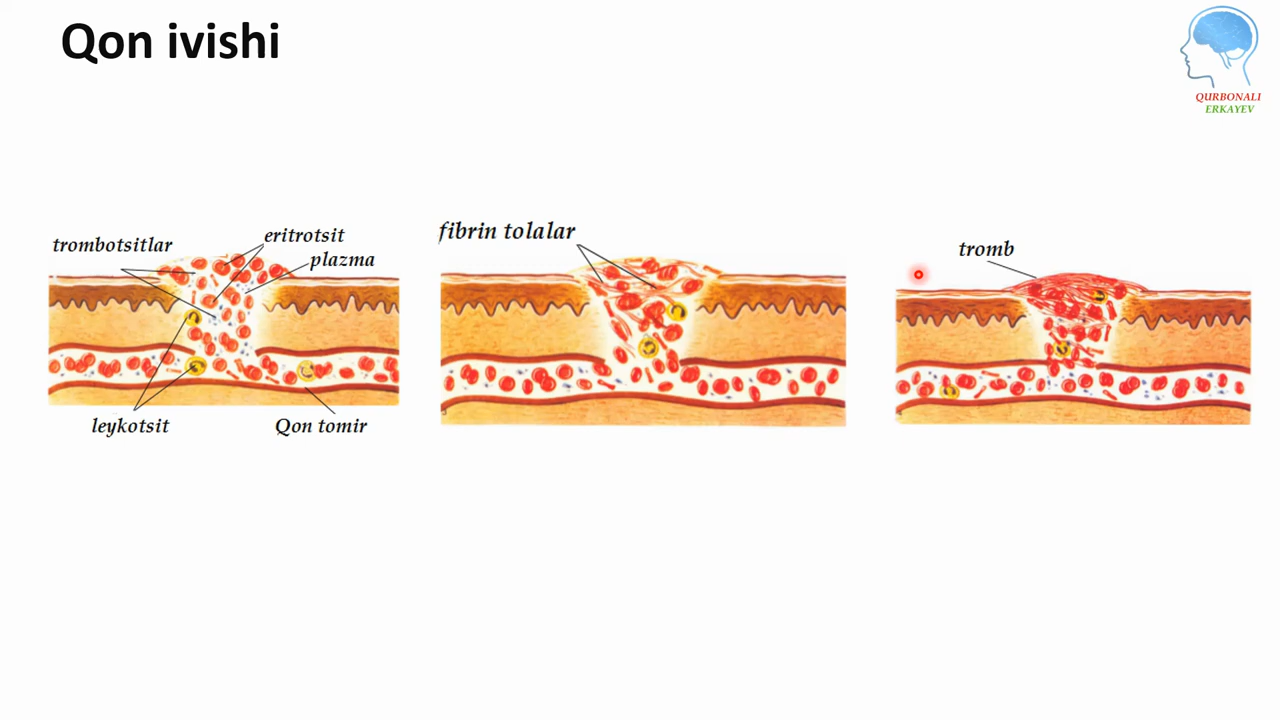 Qon ivishi
QURBONALI
ERKAYEV
trombotsitlar
eritrotsit
plazma
leykotsit
Qon tomir
fibrin tolalar
tromb